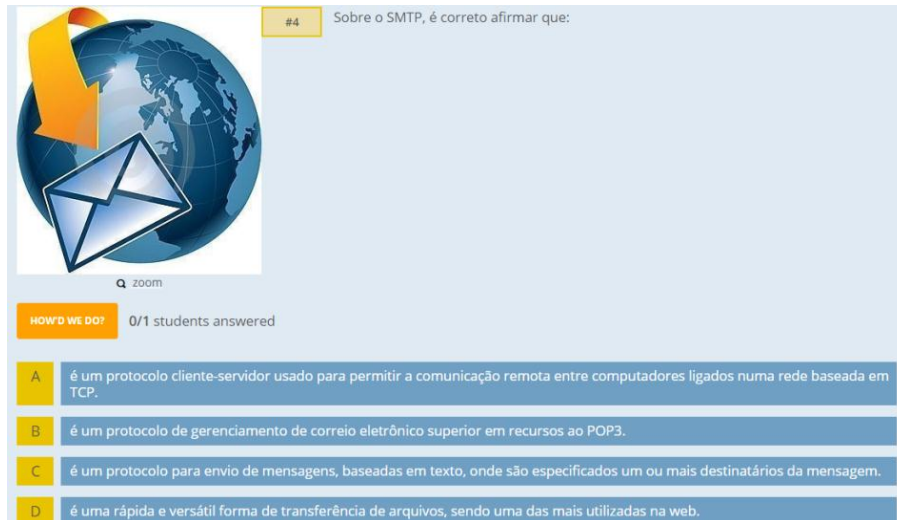 #4
Sobre o SMTP, é correto afirmar que:
zoom
HOW'D WE DO?
0/1 students answered
A
é um protocolo cliente-servidor usado para permitir a comunicação remota entre computadores ligados numa rede baseada em
TCP.
B
é um protocolo de gerenciamento de correio eletrônico superior em recursos ao POP3.
C
é um protocolo para envio de mensagens, baseadas em texto, onde são especificados um ou mais destinatários da mensagem.
D
é uma rápida e versátil forma de transferência de arquivos, sendo uma das mais utilizadas na web.